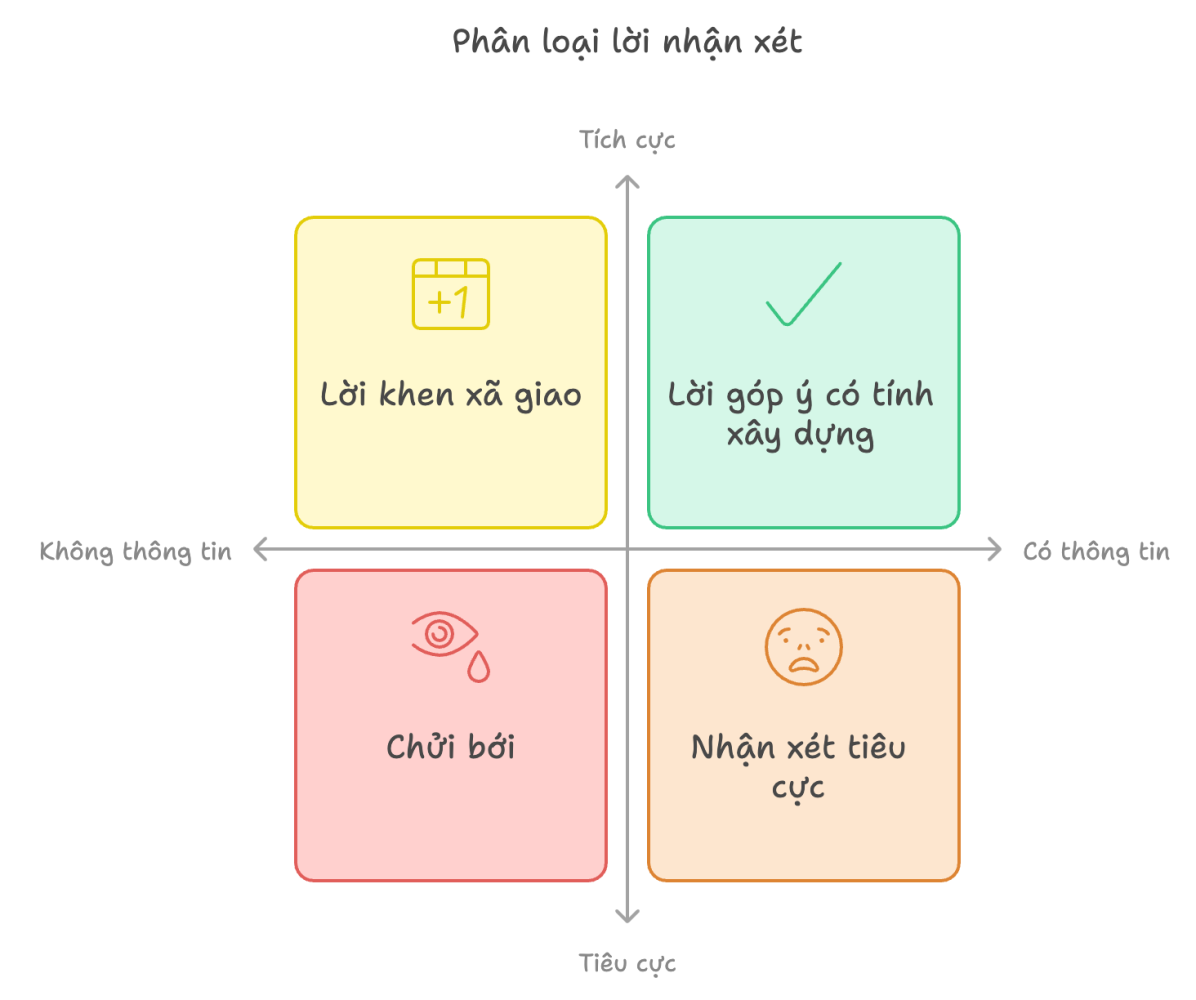 Phân loại lời nhận xét
Tích cực
+1
Lời khen xã giao
Lời góp ý có tính
xây dựng
Không thông tin
Có thông tin
Chửi bới
Nhận xét tiêu
cực
Tiêu cực